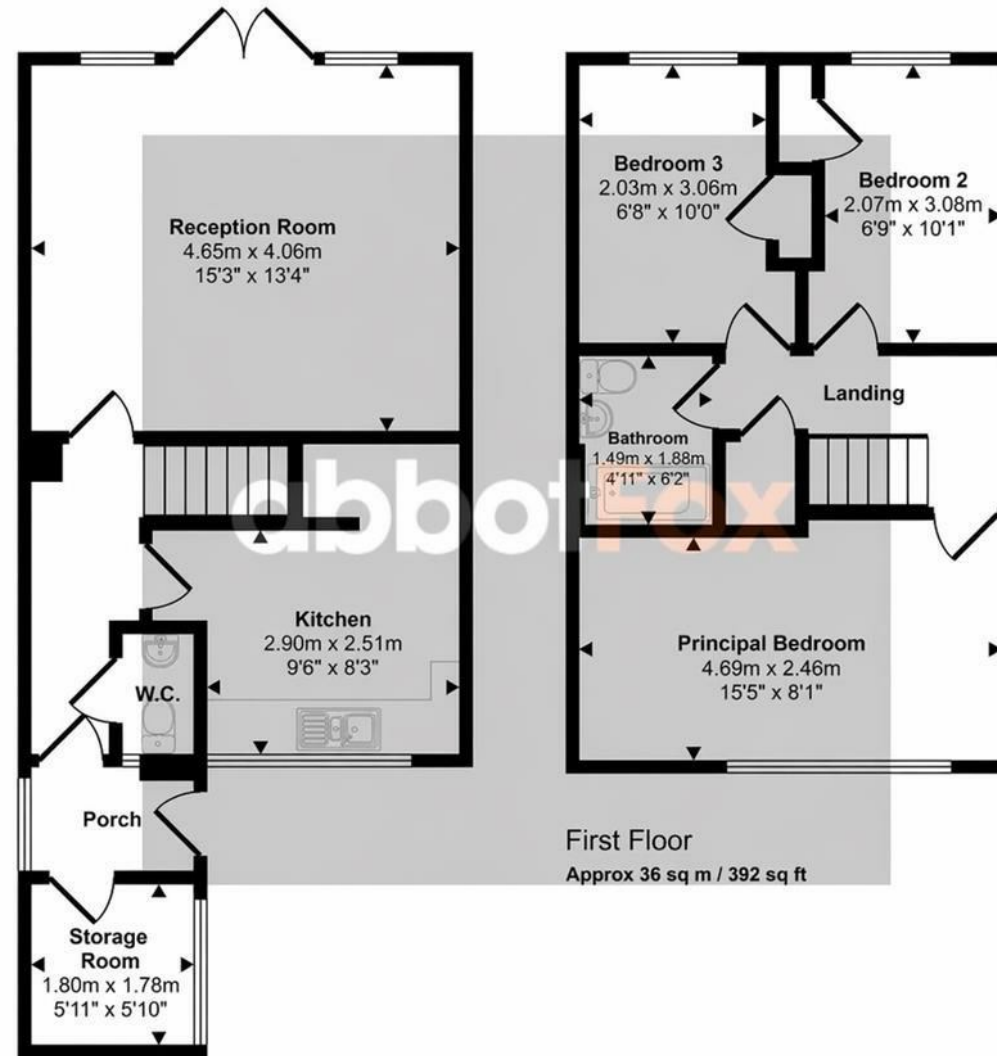 Reception Room
4.65m x 4.06m
15'3" x 13'4"
Kitchen
2.90m x 2.51m
9'6" x 8'3"
W.C.
Porch
Storage
Room
1.80m x 1.78m
5'11" x 5'10"
Bedroom 3
2.03m x 3.06m
6'8" x 10'0"
Bedroom 2
2.07m x 3.08m
6'9" x 10'1"
Landing
Bathroom
1.49m x 1.88m
4'11" x 6'2"
Principal Bedroom
4.69m x 2.46m
15'5" x 8'1"
First Floor
Approx 36 sq m / 392 sq ft
abbotFox